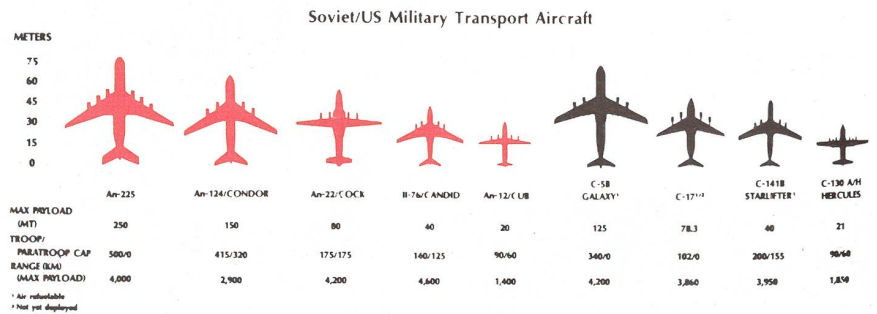 Soviet/US Military Transport Aircraft
METERS
75
60
45
30
15
0
An-225 An-124/CONDOR An-22/COCK Il-76/CANDID An-12/CUB C-5B GALAXY¹ C-17¹˒² C-141B STARLIFTER¹ C-130 A/H HERCULES
MAX PAYLOAD
(MT) 250 150 80 40 20 125 78.3 40 21
TROOP/
PARATROOP CAP 500/0 415/320 175/175 140/125 90/60 340/0 102/0 200/155 90/60
RANGE (KM)
(MAX PAYLOAD) 4,000 2,900 4,200 4,600 1,400 4,200 3,860 3,950 1,850
¹ Air refuelable
² Not yet deployed